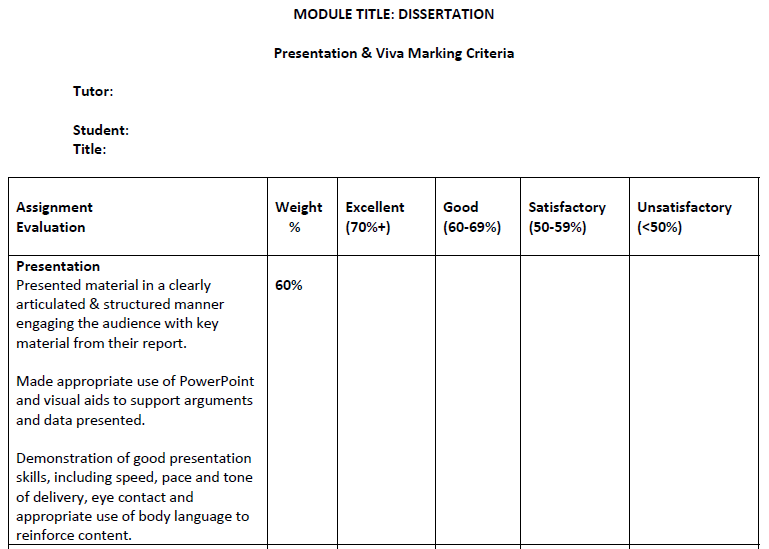 MODULE TITLE: DISSERTATION
Presentation & Viva Marking Criteria
Tutor:
Student:
Title:
Assignment Evaluation
Weight %
Excellent (70%+)
Good (60-69%)
Satisfactory (50-59%)
Unsatisfactory (<50%)
Presentation
Presented material in a clearly
articulated & structured manner
engaging the audience with key
material from their report.
60%
Made appropriate use of PowerPoint
and visual aids to support arguments
and data presented.
Demonstration of good presentation
skills, including speed, pace and tone
of delivery, eye contact and
appropriate use of body language to
reinforce content.